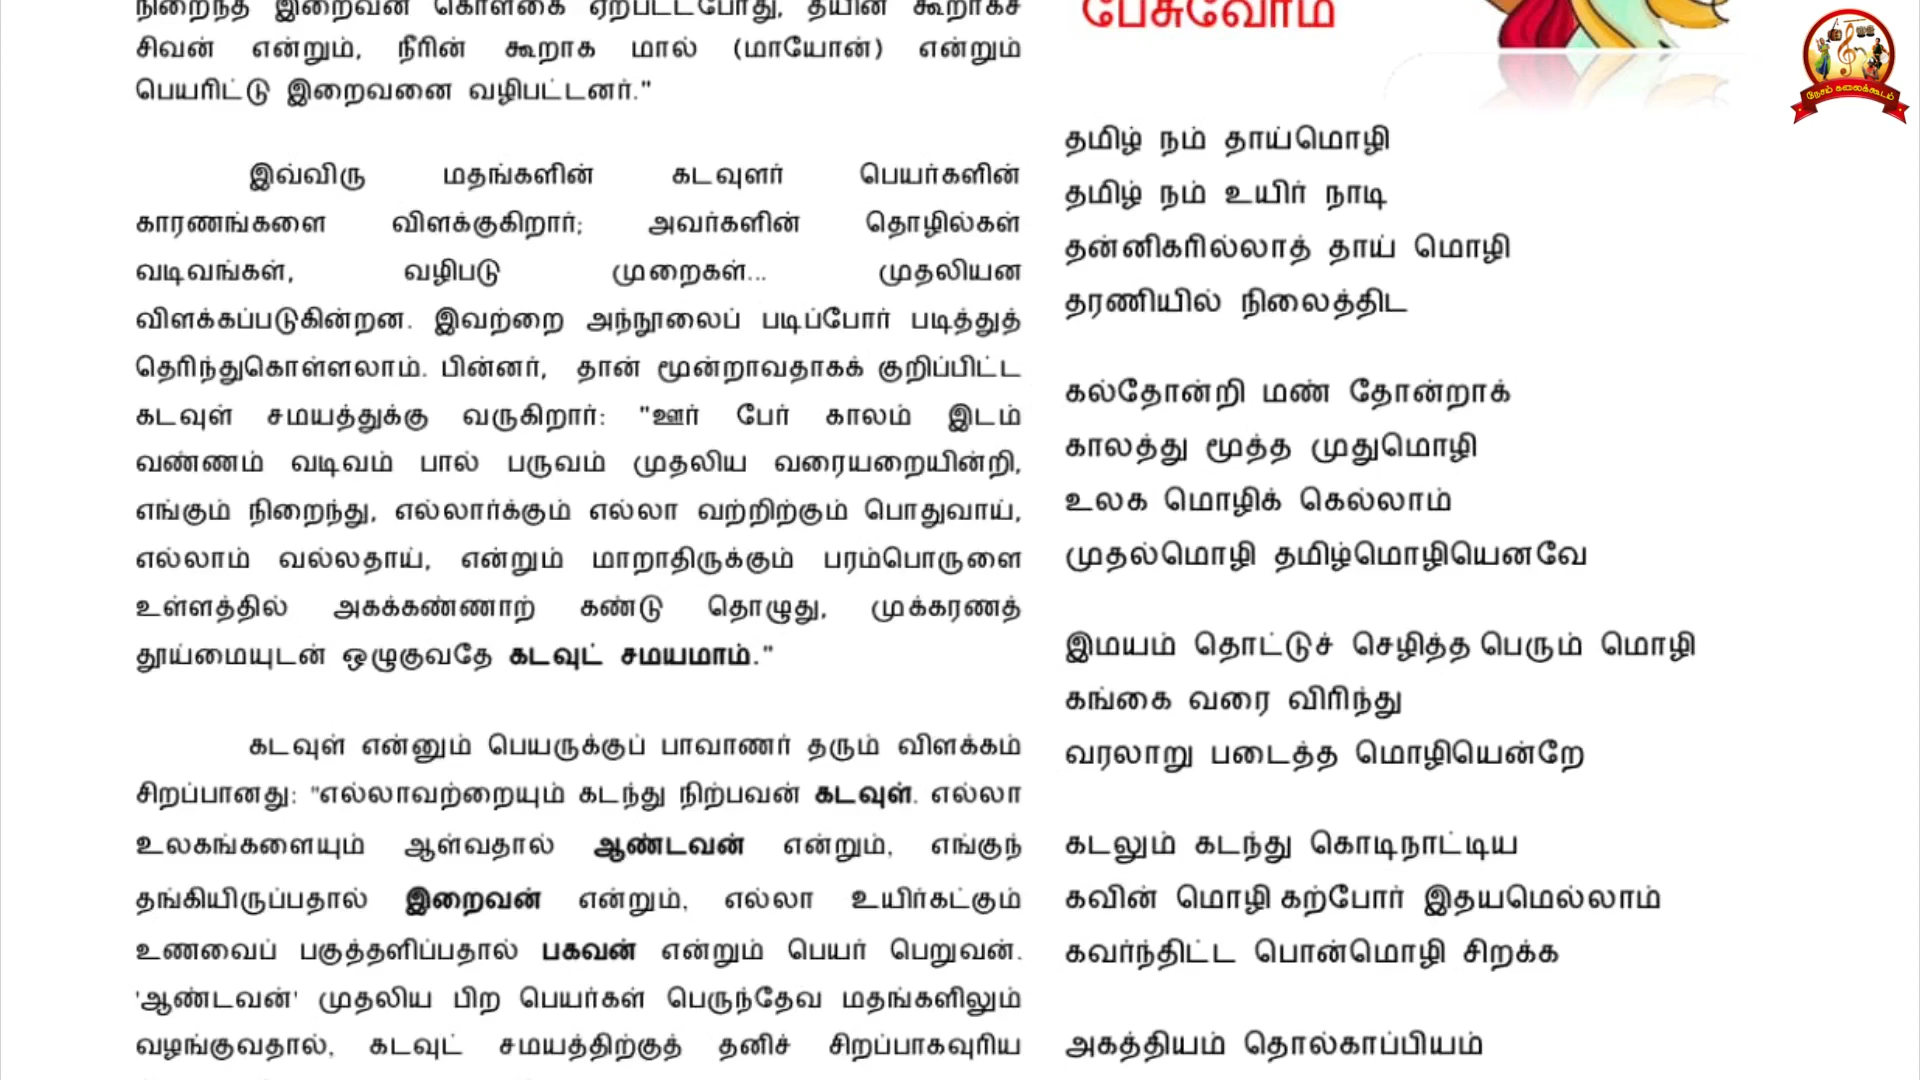 நிறைந்த இறைவன் கொள்கை ஏற்பட்டபோது, தீயின் கூறாகச்
சிவன் என்றும், நீரின் கூறாக மால் (மாயோன்) என்றும்
பெயரிட்டு இறைவனை வழிபட்டனர்."
இவ்விரு மதங்களின் கடவுளர் பெயர்களின்
காரணங்களை விளக்குகிறார்; அவர்களின் தொழில்கள்
வடிவங்கள், வழிபடு முறைகள்... முதலியன
விளக்கப்படுகின்றன. இவற்றை அந்நூலைப் படிப்போர் படித்துத்
தெரிந்துகொள்ளலாம். பின்னர், தான் மூன்றாவதாகக் குறிப்பிட்ட
கடவுள் சமயத்துக்கு வருகிறார்: "ஊர் பேர் காலம் இடம்
வண்ணம் வடிவம் பால் பருவம் முதலிய வரையறையின்றி,
எங்கும் நிறைந்து, எல்லார்க்கும் எல்லா வற்றிற்கும் பொதுவாய்,
எல்லாம் வல்லதாய், என்றும் மாறாதிருக்கும் பரம்பொருளை
உள்ளத்தில் அகக்கண்ணாற் கண்டு தொழுது, முக்கரணத்
தூய்மையுடன் ஒழுகுவதே கடவுட் சமயமாம்."
கடவுள் என்னும் பெயருக்குப் பாவாணர் தரும் விளக்கம்
சிறப்பானது: "எல்லாவற்றையும் கடந்து நிற்பவன் கடவுள். எல்லா
உலகங்களையும் ஆள்வதால் ஆண்டவன் என்றும், எங்குந்
தங்கியிருப்பதால் இறைவன் என்றும், எல்லா உயிர்கட்கும்
உணவைப் பகுத்தளிப்பதால் பகவன் என்றும் பெயர் பெறுவன்.
'ஆண்டவன்' முதலிய பிற பெயர்கள் பெருந்தேவ மதங்களிலும்
வழங்குவதால், கடவுட் சமயத்திற்குத் தனிச் சிறப்பாகவுரிய
பேசுவோம்
தமிழ் நம் தாய்மொழி
தமிழ் நம் உயிர் நாடி
தன்னிகரில்லாத் தாய் மொழி
தரணியில் நிலைத்திட
கல்தோன்றி மண் தோன்றாக்
காலத்து மூத்த முதுமொழி
உலக மொழிக் கெல்லாம்
முதல்மொழி தமிழ்மொழியெனவே
இமயம் தொட்டுச் செழித்த பெரும் மொழி
கங்கை வரை விரிந்து
வரலாறு படைத்த மொழியென்றே
கடலும் கடந்து கொடிநாட்டிய
கவின் மொழி கற்போர் இதயமெல்லாம்
கவர்ந்திட்ட பொன்மொழி சிறக்க
அகத்தியம் தொல்காப்பியம்
நேசம் கலைக்கூடம்